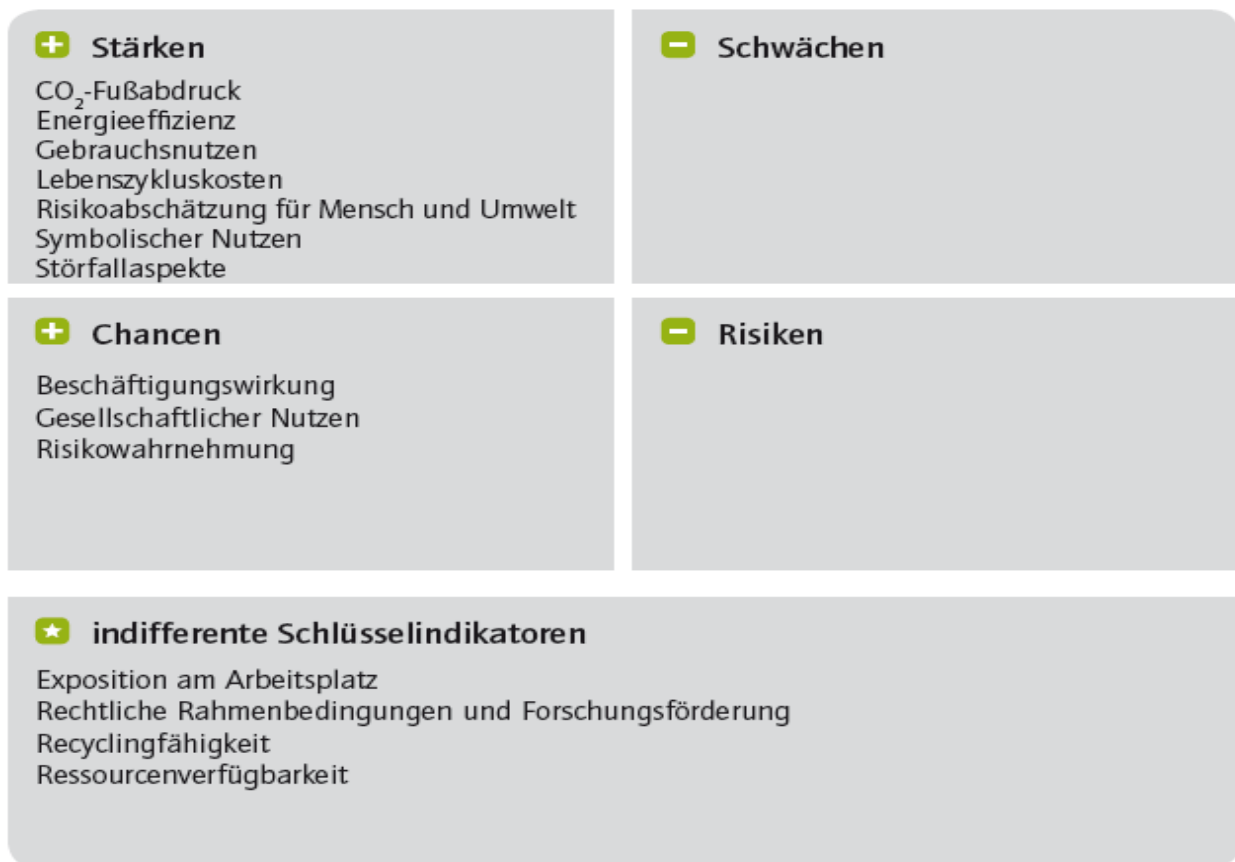 Stärken
CO₂-Fußabdruck
Energieeffizienz
Gebrauchsnutzen
Lebenszykluskosten
Risikoabschätzung für Mensch und Umwelt
Symbolischer Nutzen
Störfallaspekte
Schwächen
Chancen
Beschäftigungswirkung
Gesellschaftlicher Nutzen
Risikowahrnehmung
Risiken
indifferente Schlüsselindikatoren
Exposition am Arbeitsplatz
Rechtliche Rahmenbedingungen und Forschungsförderung
Recyclingfähigkeit
Ressourcenverfügbarkeit